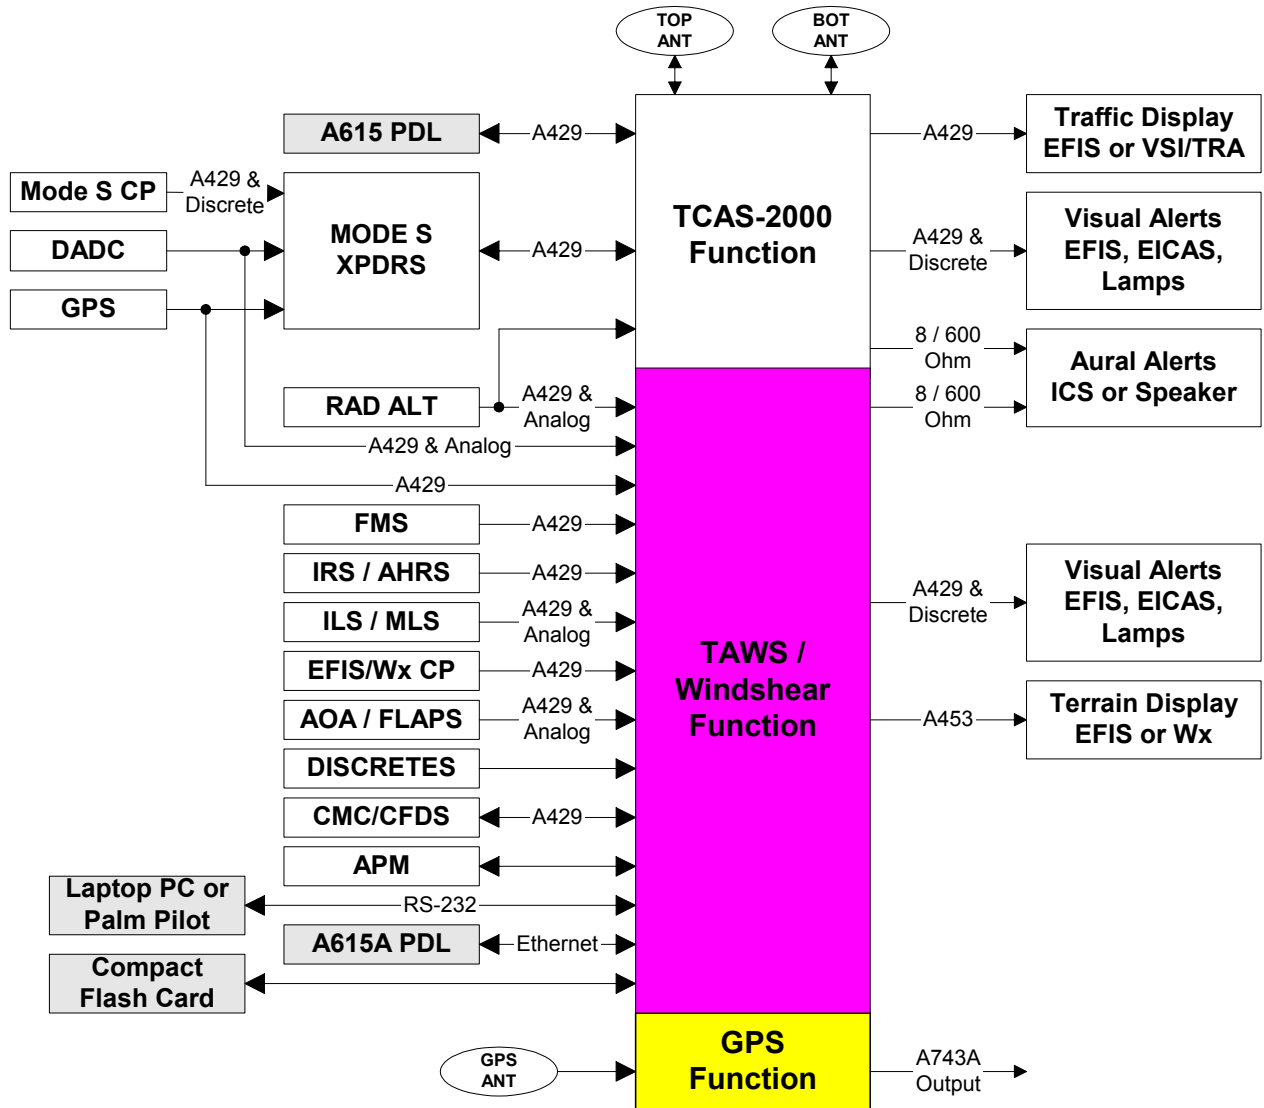 TOP
ANT
BOT
ANT
A615 PDL
A429
A429
Traffic Display
EFIS or VSI/TRA
Mode S CP
A429 &
Discrete
DADC
GPS
MODE S
XPDRS
A429
TCAS-2000
Function
A429 &
Discrete
Visual Alerts
EFIS, EICAS,
Lamps
8 / 600
Ohm
8 / 600
Ohm
Aural Alerts
ICS or Speaker
RAD ALT
A429 &
Analog
A429 & Analog
A429
FMS
A429
IRS / AHRS
A429
ILS / MLS
A429 &
Analog
EFIS/Wx CP
A429
AOA / FLAPS
A429 &
Analog
DISCRETES
CMC/CFDS
A429
APM
TAWS /
Windshear
Function
A429 &
Discrete
Visual Alerts
EFIS, EICAS,
Lamps
A453
Terrain Display
EFIS or Wx
Laptop PC or
Palm Pilot
RS-232
A615A PDL
Ethernet
Compact
Flash Card
GPS
ANT
GPS
Function
A743A
Output